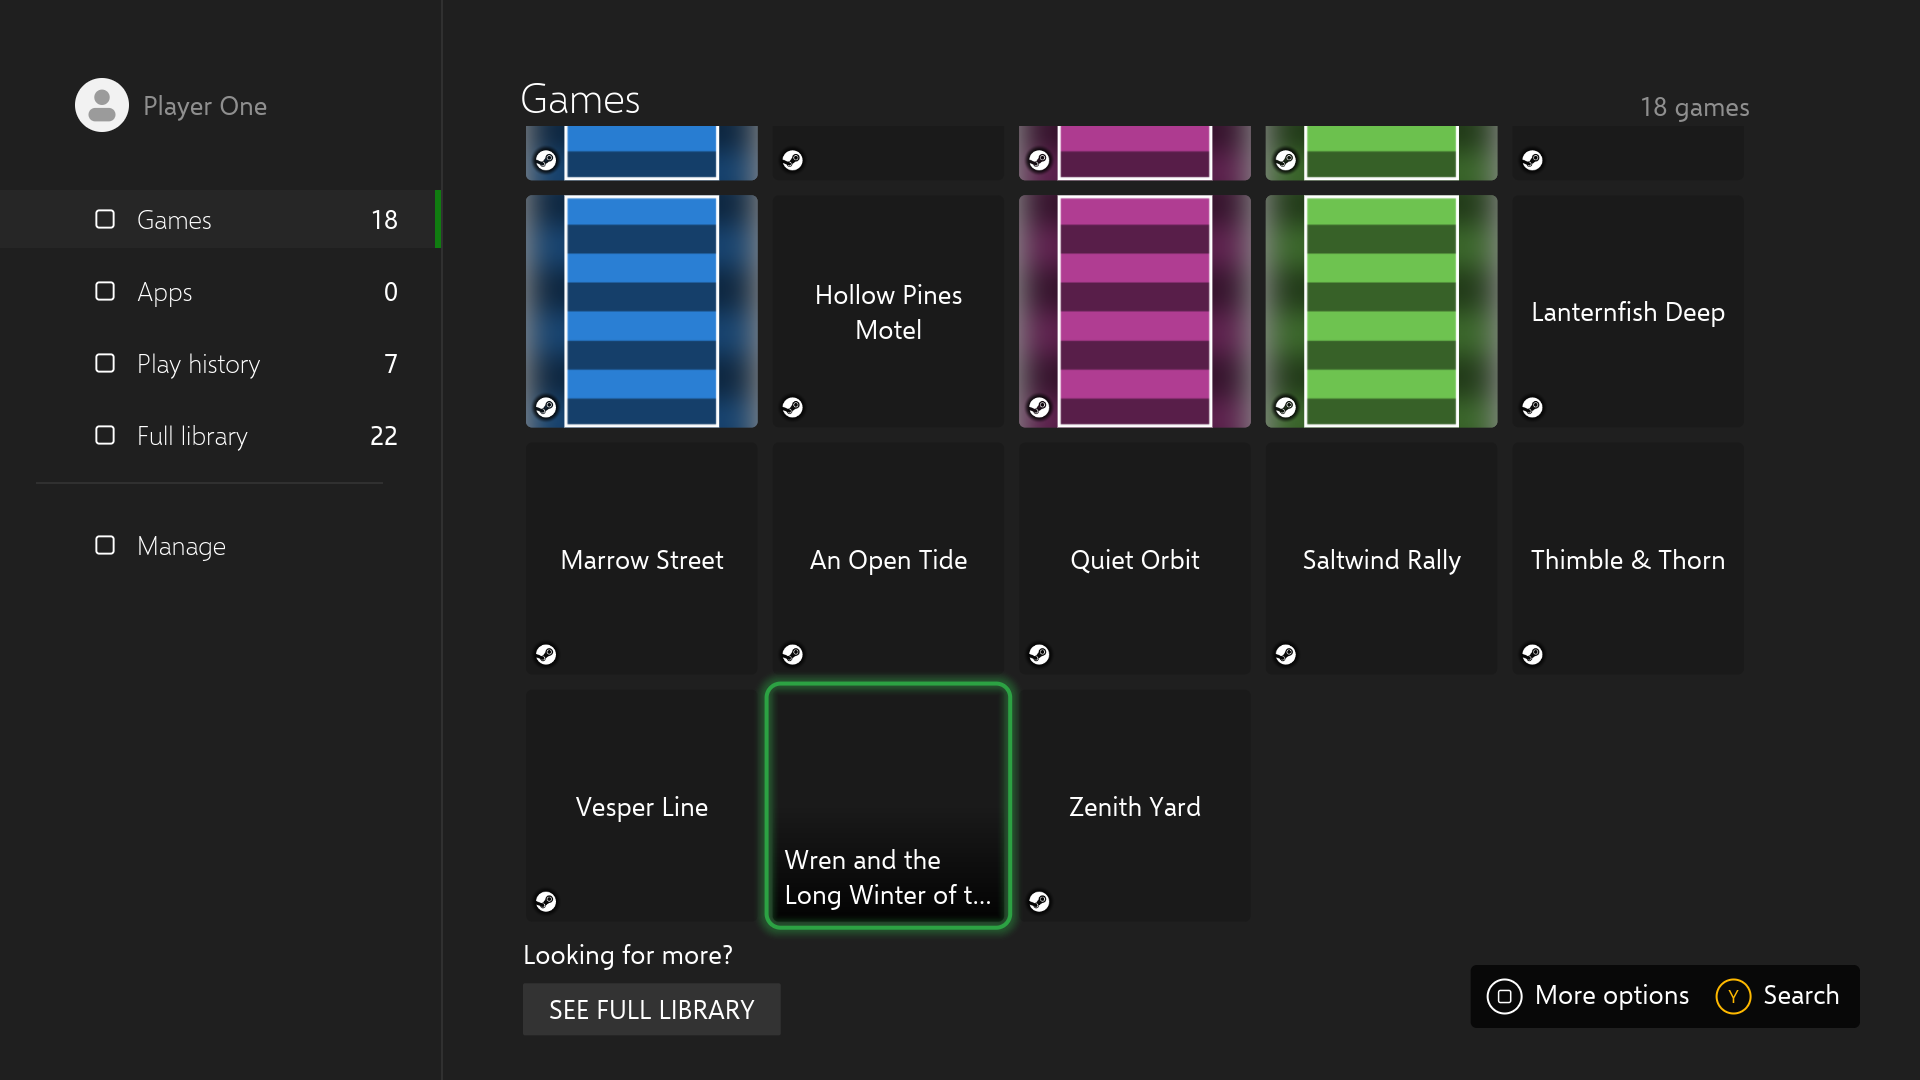 Player One
Games 18
Apps 0
Play history 7
Full library 22
Manage
Games
18 games
Hollow Pines
Motel
Lanternfish Deep
Marrow Street
An Open Tide
Quiet Orbit
Saltwind Rally
Thimble & Thorn
Vesper Line
Wren and the
Long Winter of t...
Zenith Yard
Looking for more?
SEE FULL LIBRARY
More options
Y Search